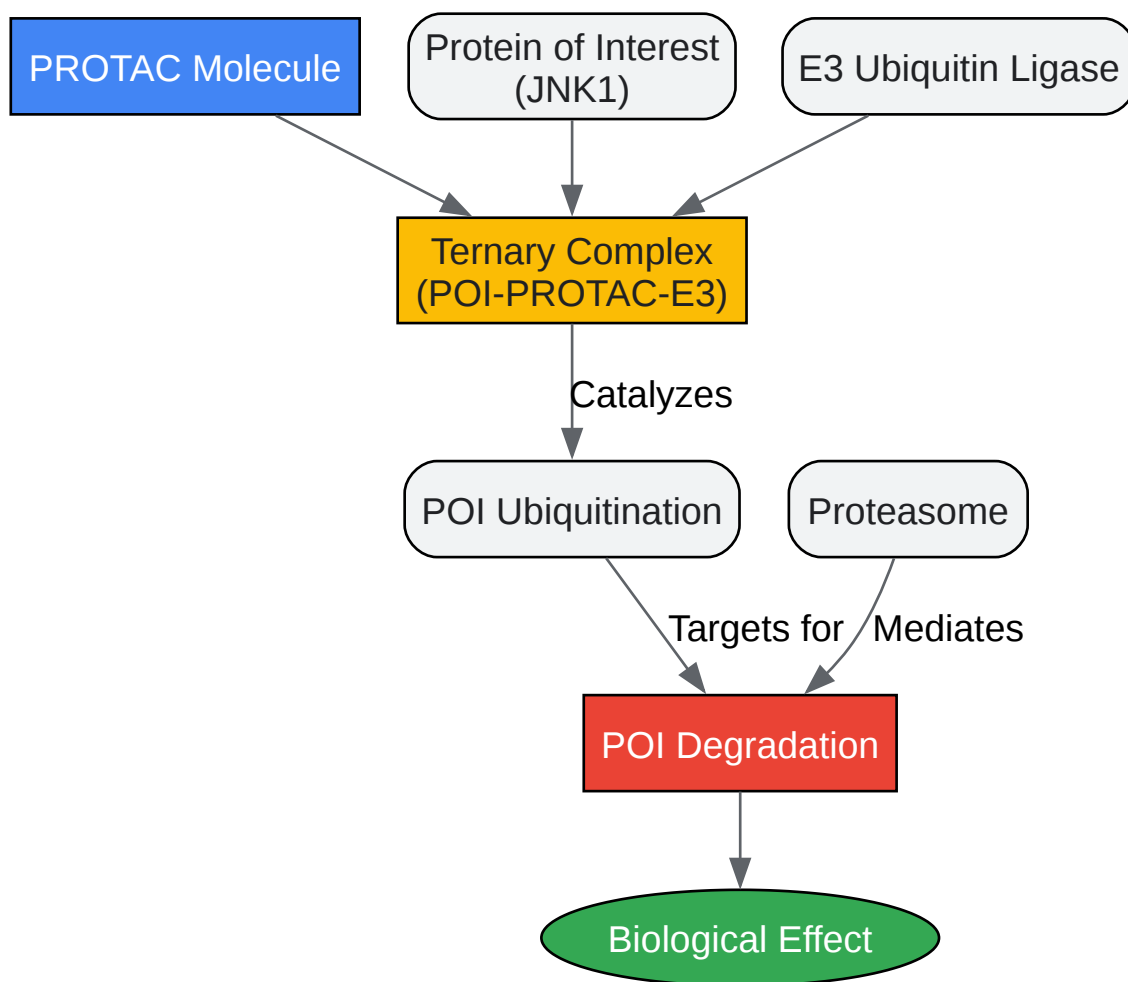 PROTAC Molecule
Protein of Interest
(JNK1)
E3 Ubiquitin Ligase
Ternary Complex
(POI-PROTAC-E3)
Catalyzes
POI Ubiquitination
Proteasome
Targets for
Mediates
POI Degradation
Biological Effect